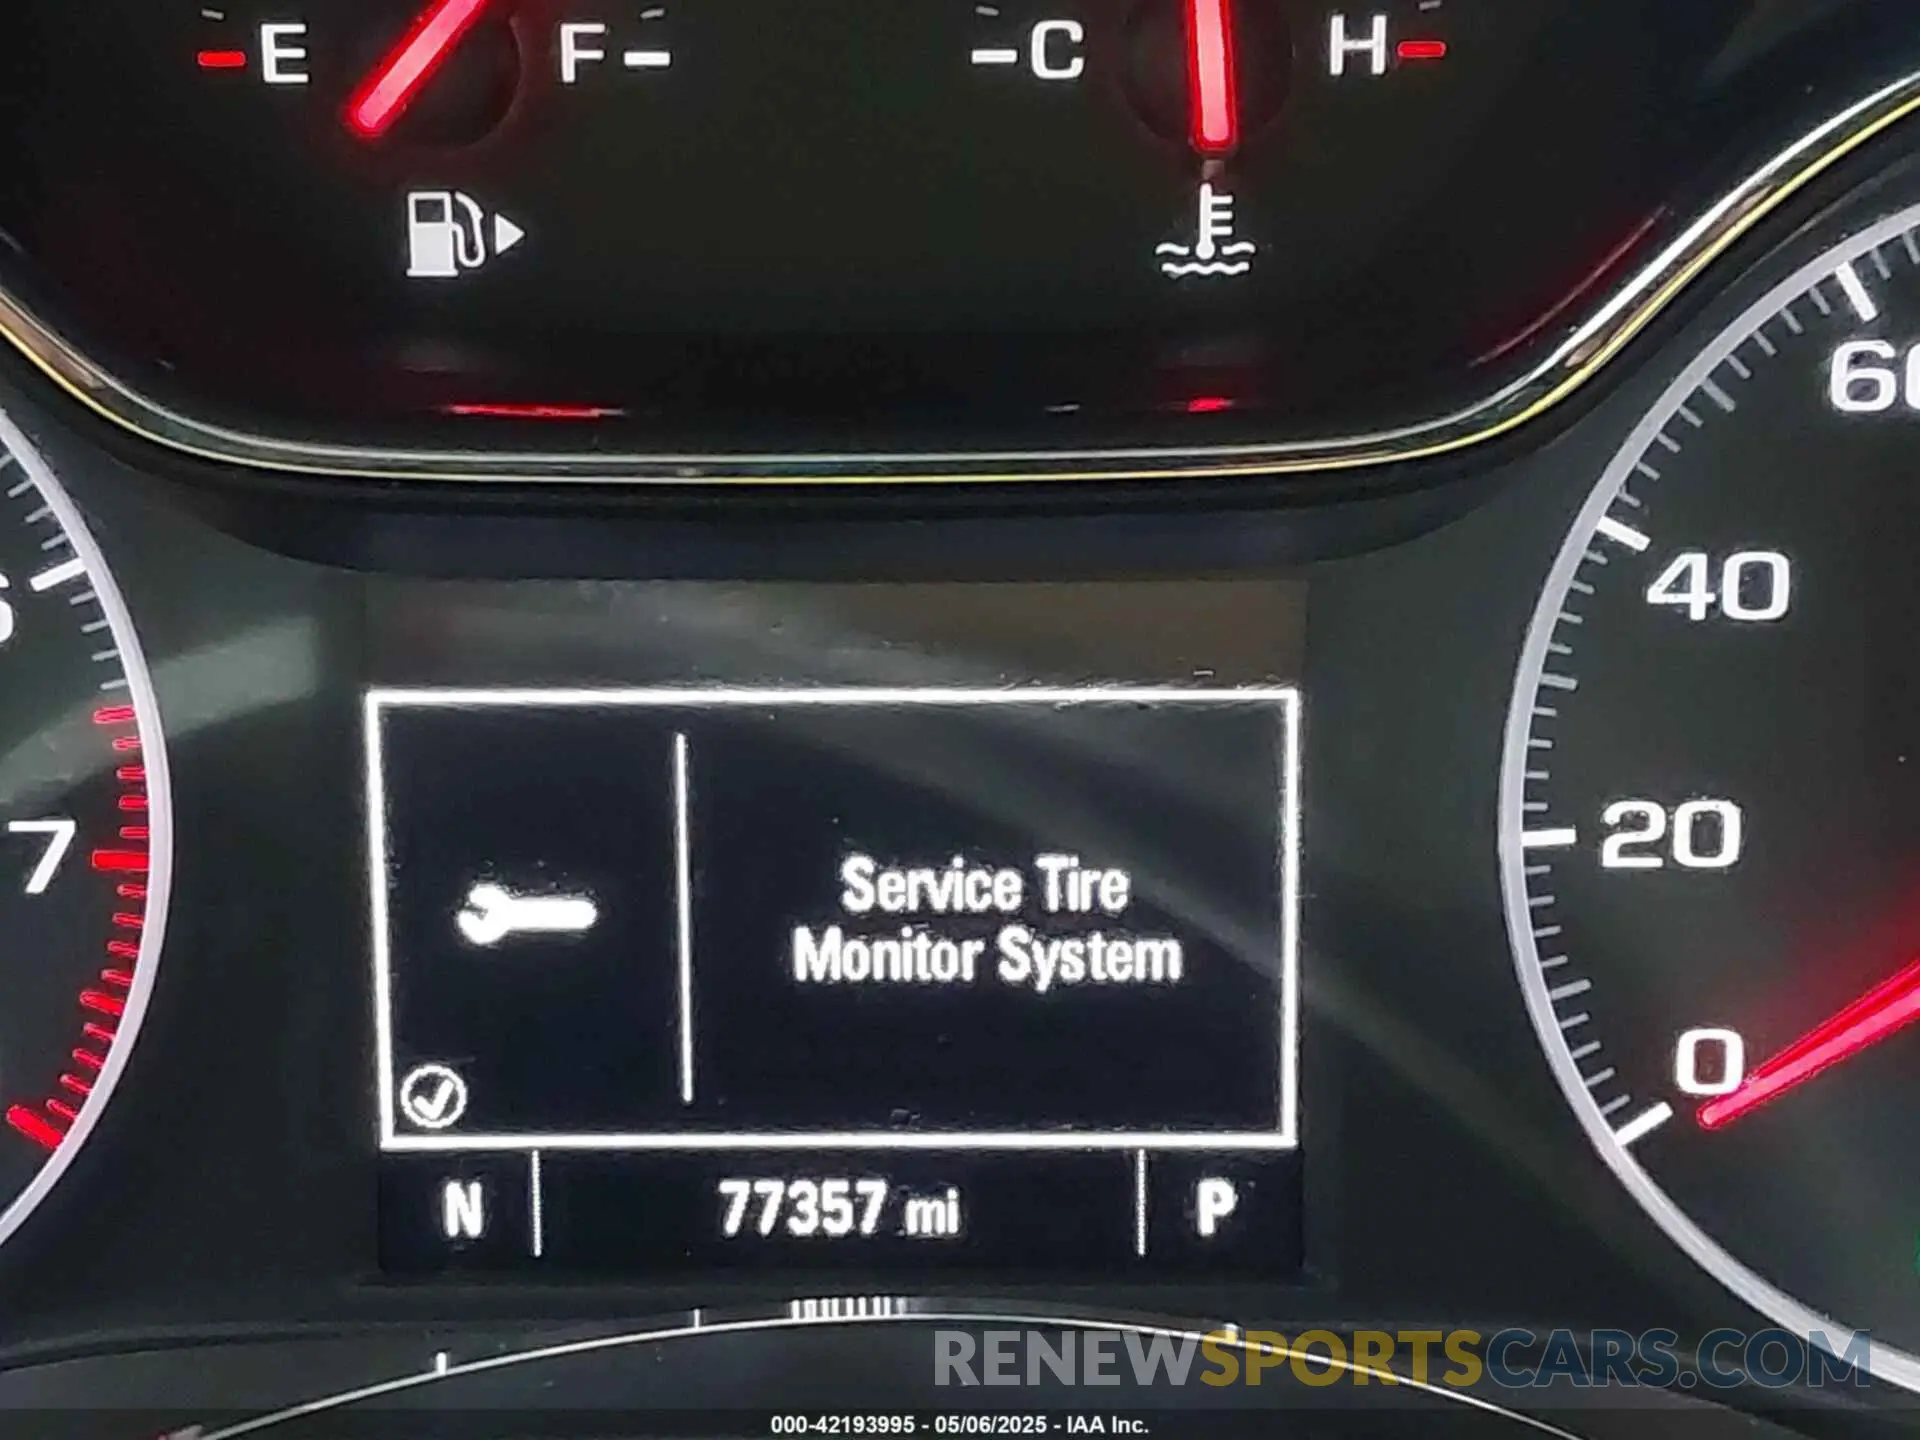 E F C H
60
6
40
7
20
Service Tire
Monitor System
0
N 77357 mi P
RENEWSPORTSCARS.COM
000-42193995 - 05/06/2025 - IAA Inc.